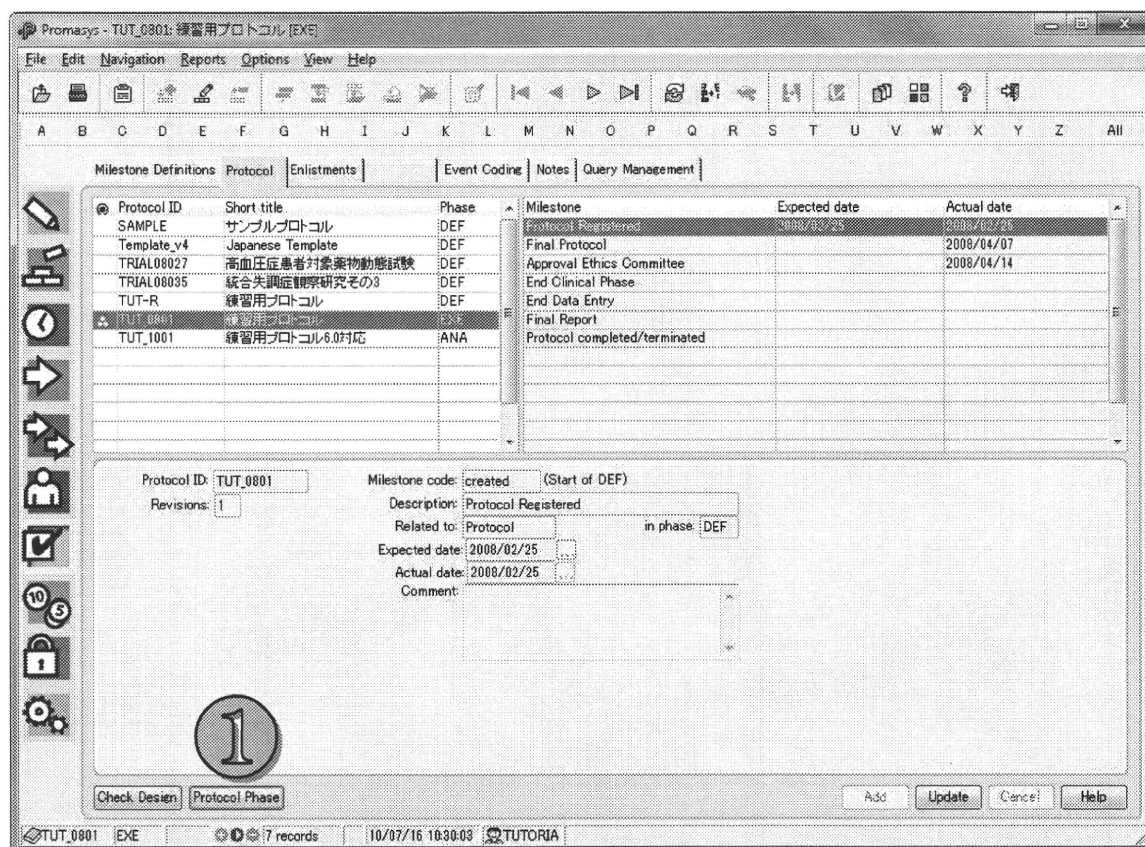 Promasys - TUT_0801: 練習用プロトコル [EXE]
File Edit Navigation Reports Options View Help
A B C D E F G H I J K L M N O P Q R S T U V W X Y Z All
Milestone Definitions Protocol Enlistments Event Coding Notes Query Management
Protocol ID Short title Phase Milestone Expected date Actual date
SAMPLE サンプルプロトコル DEF Protocol Registered 2008/02/25 2008/02/25
Template_v4 Japanese Template DEF Final Protocol 2008/04/07
TRIAL08027 高血圧症患者対象薬物動態試験 DEF Approval Ethics Committee 2008/04/14
TRIAL08035 統合失調症観察研究その3 DEF End Clinical Phase
TUT-R 練習用プロトコル DEF End Data Entry
TUT_0801 練習用プロトコル EXE Final Report
TUT_1001 練習用プロトコル6.0対応 ANA Protocol completed/terminated
Protocol ID: TUT_0801 Milestone code: created (Start of DEF)
Revisions: 1 Description: Protocol Registered
Related to: Protocol in phase: DEF
Expected date: 2008/02/25 ...
Actual date: 2008/02/25 ...
Comment:
10 5
1
1
Check Design Protocol Phase Add Update Cancel Help
TUT_0801 EXE 7 records 10/07/16 10:30:03 TUTORIA